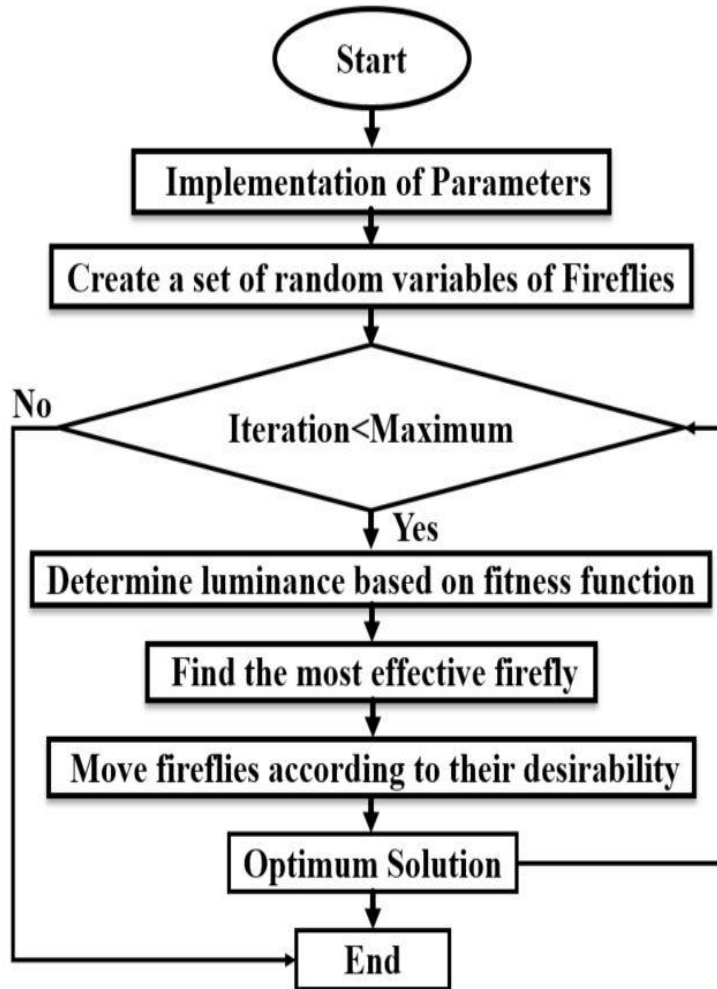 Start
Implementation of Parameters
Create a set of random variables of Fireflies
No
Iteration<Maximum
Yes
Determine luminance based on fitness function
Find the most effective firefly
Move fireflies according to their desirability
Optimum Solution
End